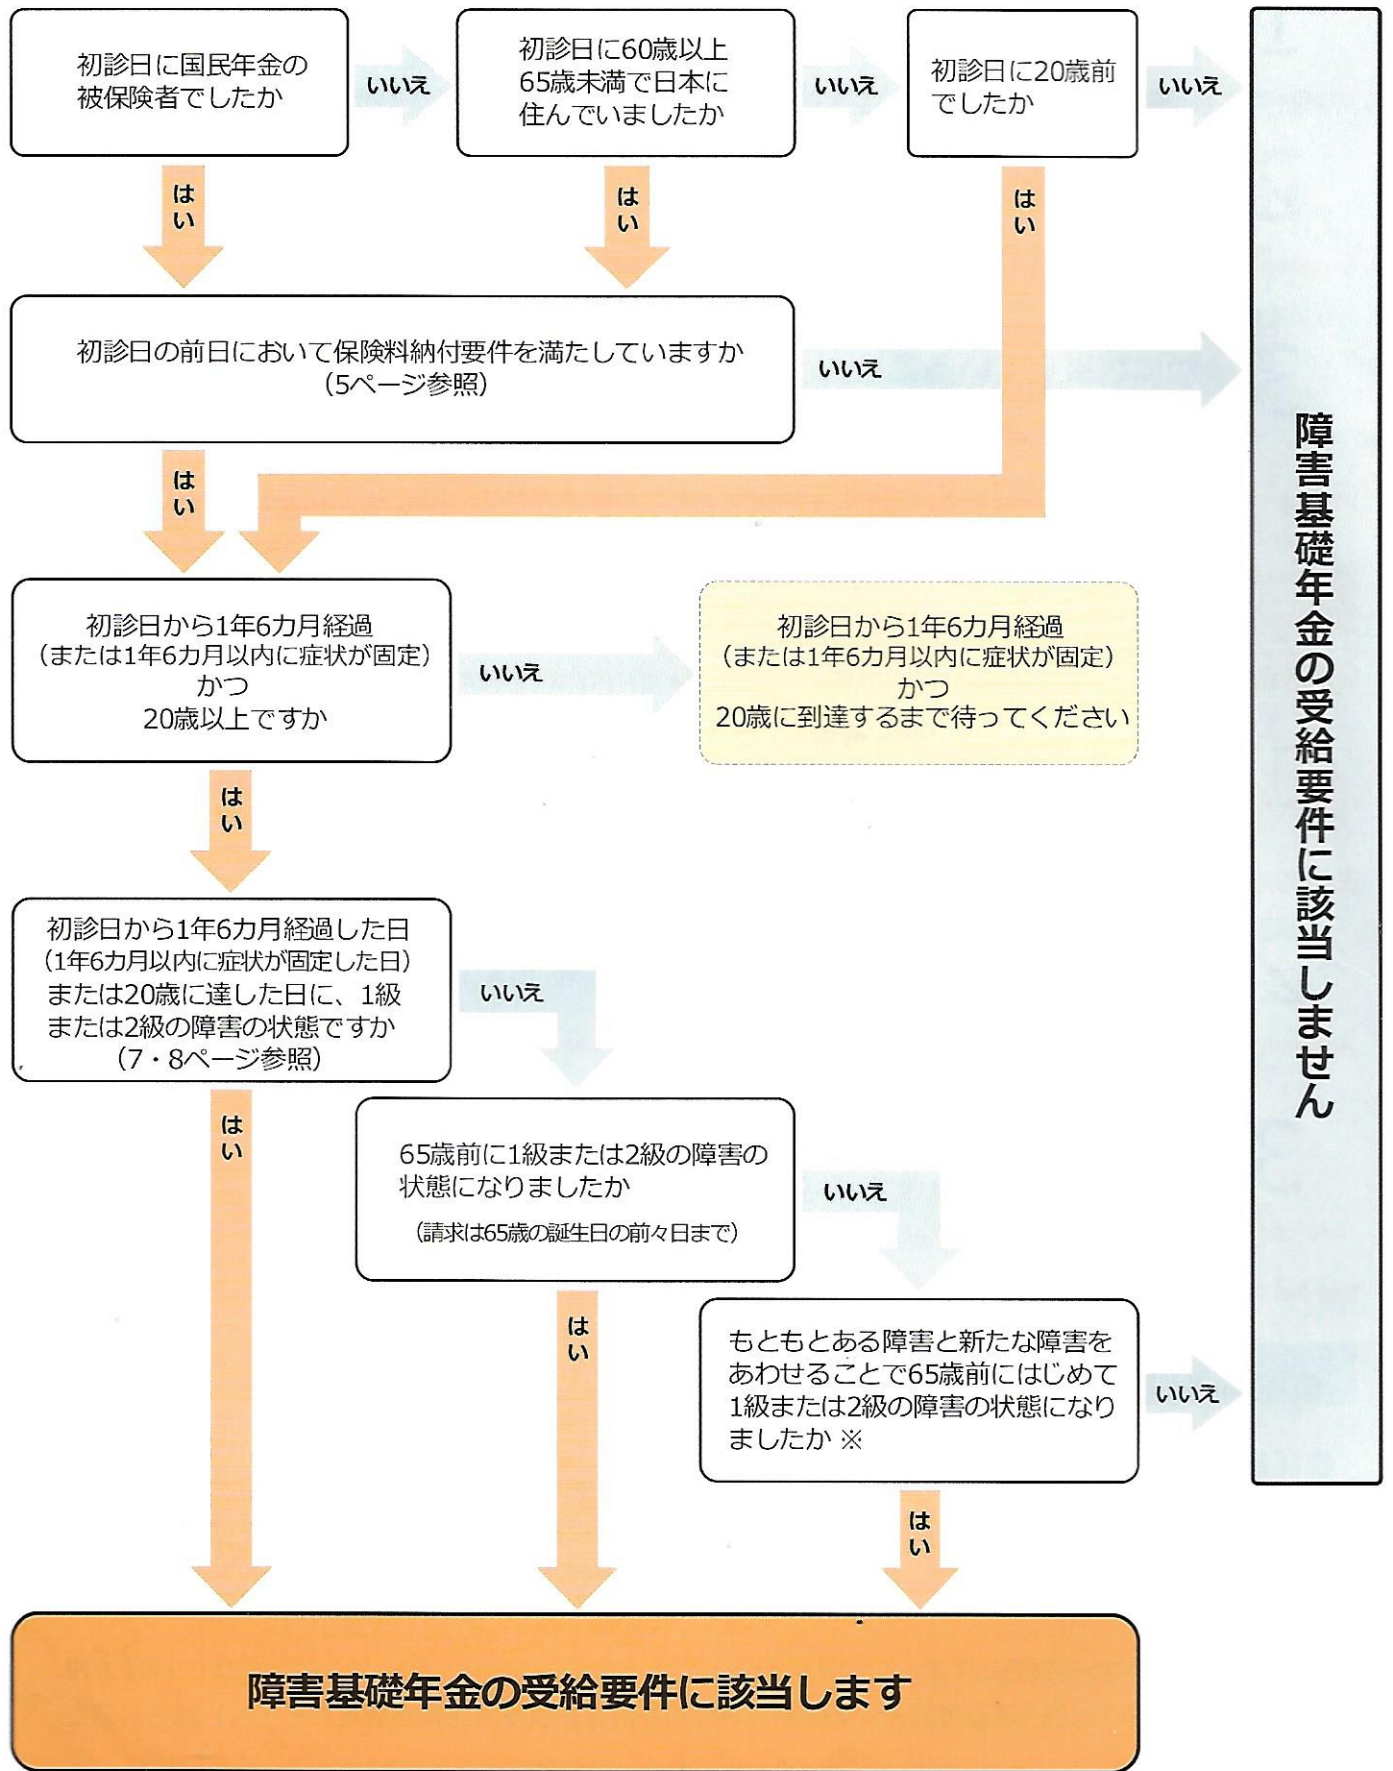 初診日に国民年金の
被保険者でしたか
いいえ
初診日に60歳以上
65歳未満で日本に
住んでいましたか
いいえ
初診日に20歳前
でしたか
いいえ
はい
はい
はい
初診日の前日において保険料納付要件を満たしていますか
（5ページ参照）
いいえ
はい
初診日から1年6カ月経過
（または1年6カ月以内に症状が固定）
かつ
20歳以上ですか
いいえ
初診日から1年6カ月経過
（または1年6カ月以内に症状が固定）
かつ
20歳に到達するまで待ってください
はい
初診日から1年6カ月経過した日
（1年6カ月以内に症状が固定した日）
または20歳に達した日に、1級
または2級の障害の状態ですか
（7・8ページ参照）
いいえ
はい
65歳前に1級または2級の障害の
状態になりましたか
（請求は65歳の誕生日の前々日まで）
いいえ
はい
もともとある障害と新たな障害を
あわせることで65歳前にはじめて
1級または2級の障害の状態になり
ましたか ※
いいえ
はい
障害基礎年金の受給要件に該当しません
障害基礎年金の受給要件に該当します